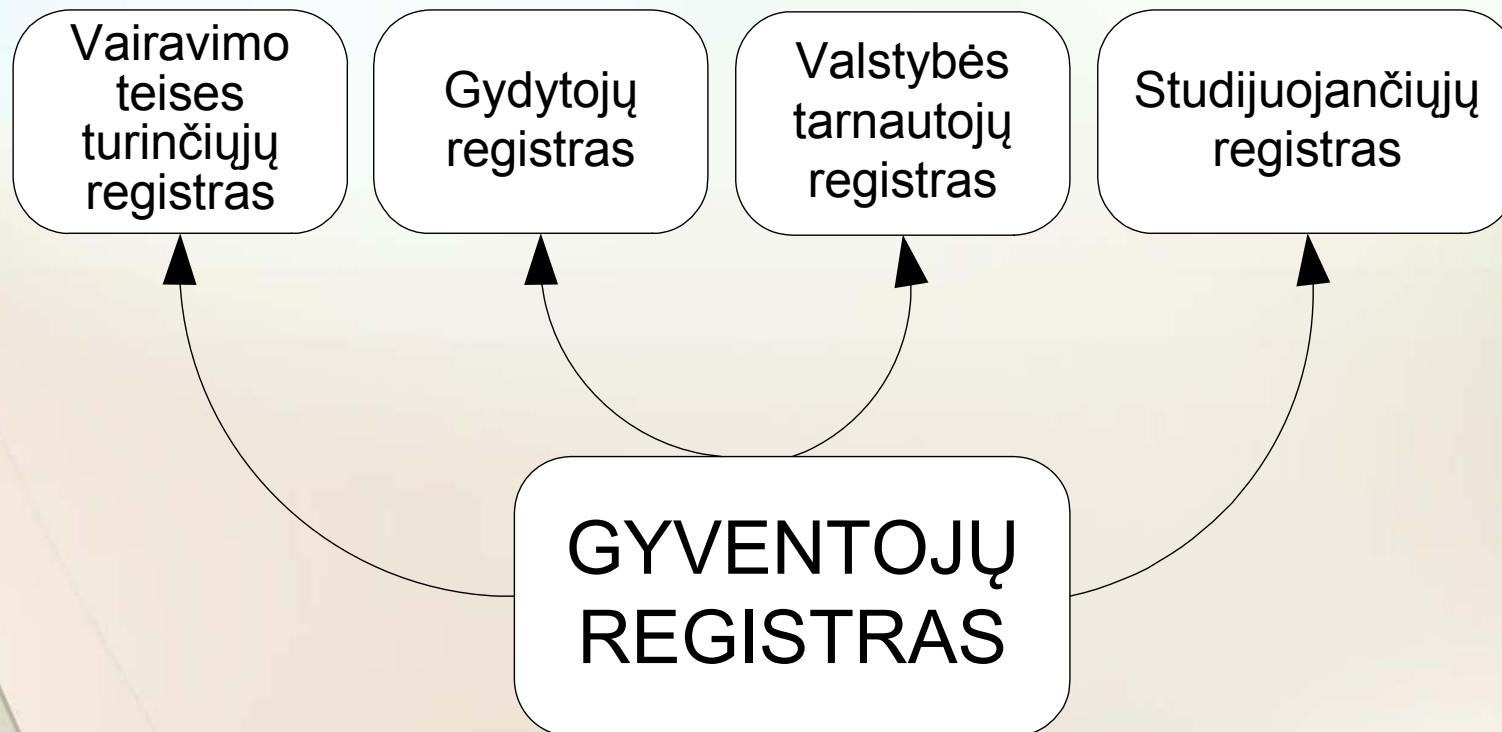 Vairavimo
teises
turinčiųjų
registras
Gydytojų
registras
Valstybės
tarnautojų
registras
Studijuojančiųjų
registras
GYVENTOJŲ
REGISTRAS